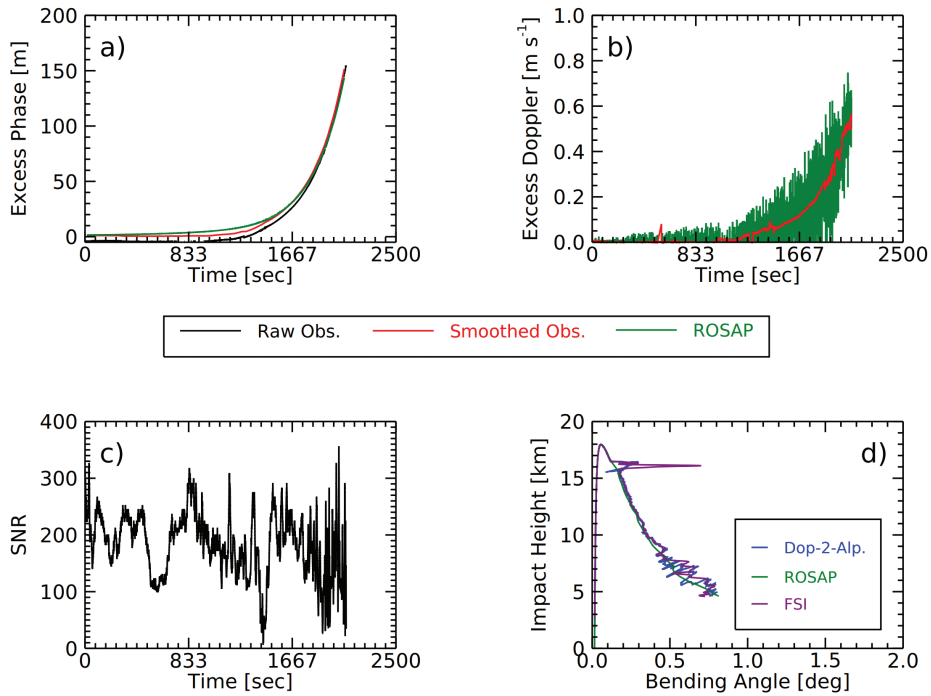 200
150
100
50
0
Excess Phase [m]
a)
0
833
1667
2500
Time [sec]
1.0
0.8
0.6
0.4
0.2
0.0
Excess Doppler [m s⁻¹]
b)
0
833
1667
2500
Time [sec]
Raw Obs.
Smoothed Obs.
ROSAP
400
300
200
100
0
SNR
c)
0
833
1667
2500
Time [sec]
20
15
10
5
0
Impact Height [km]
d)
Dop-2-Alp.
ROSAP
FSI
0.0
0.5
1.0
1.5
2.0
Bending Angle [deg]